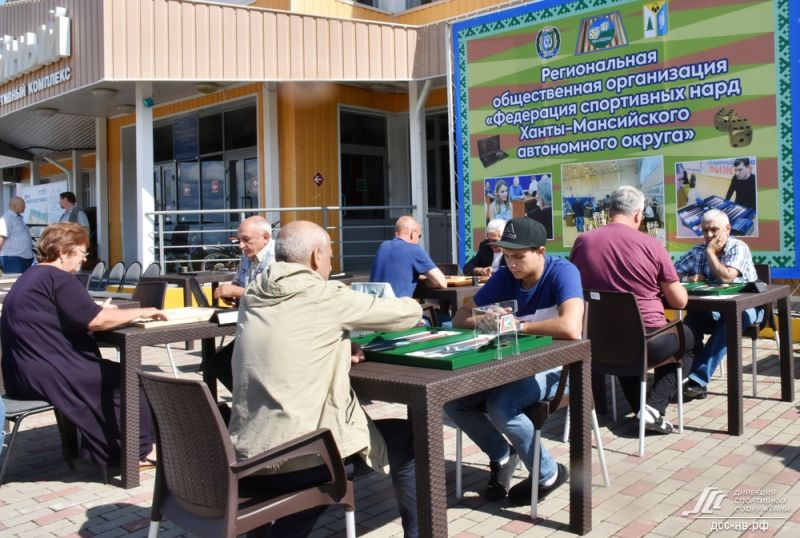 ТИВНЫЙ КОМПЛЕКС
Региональная
общественная организация
«Федерация спортивных нард
Ханты-Мансийского
автономного округа»
ДИРЕКЦИЯ
СПОРТИВНЫХ
СООРУЖЕНИЙ
дсс-нв.рф